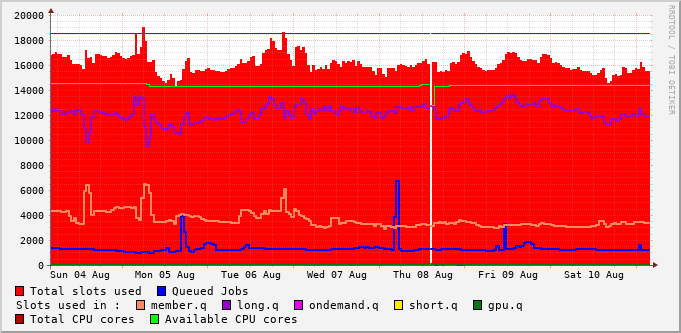 20000
18000
16000
14000
12000
10000
8000
6000
4000
2000
0
Sun 04 Aug Mon 05 Aug Tue 06 Aug Wed 07 Aug Thu 08 Aug Fri 09 Aug Sat 10 Aug
RRDTOOL / TOBI OETIKER
Total slots used Queued Jobs
Slots used in : member.q long.q ondemand.q short.q gpu.q
Total CPU cores Available CPU cores